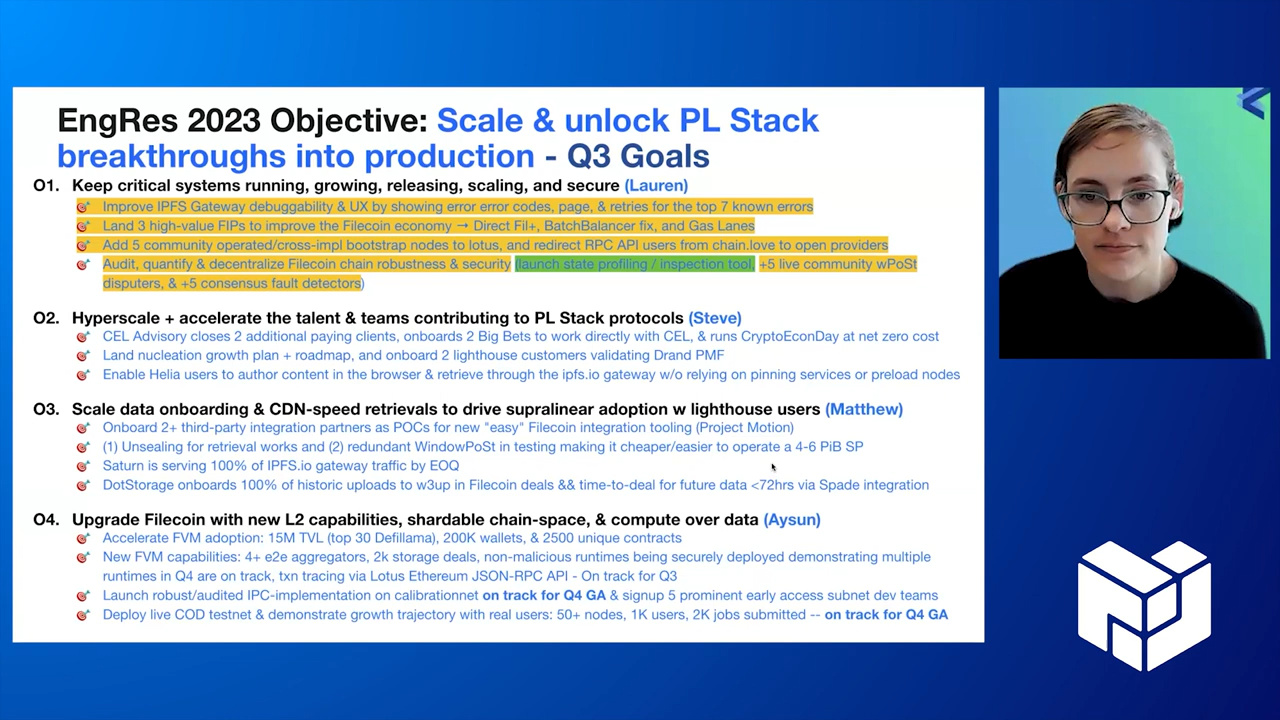 EngRes 2023 Objective: Scale & unlock PL Stack
breakthroughs into production - Q3 Goals
O1. Keep critical systems running, growing, releasing, scaling, and secure (Lauren)
Improve IPFS Gateway debuggability & UX by showing error error codes, page, & retries for the top 7 known errors
Land 3 high-value FIPs to improve the Filecoin economy → Direct Fil+, BatchBalancer fix, and Gas Lanes
Add 5 community operated/cross-impl bootstrap nodes to lotus, and redirect RPC API users from chain.love to open providers
Audit, quantify & decentralize Filecoin chain robustness & security (launch state profiling / inspection tool, +5 live community wPoSt
disputers, & +5 consensus fault detectors)
O2. Hyperscale + accelerate the talent & teams contributing to PL Stack protocols (Steve)
CEL Advisory closes 2 additional paying clients, onboards 2 Big Bets to work directly with CEL, & runs CryptoEconDay at net zero cost
Land nucleation growth plan + roadmap, and onboard 2 lighthouse customers validating Drand PMF
Enable Helia users to author content in the browser & retrieve through the ipfs.io gateway w/o relying on pinning services or preload nodes
O3. Scale data onboarding & CDN-speed retrievals to drive supralinear adoption w lighthouse users (Matthew)
Onboard 2+ third-party integration partners as POCs for new "easy" Filecoin integration tooling (Project Motion)
(1) Unsealing for retrieval works and (2) redundant WindowPoSt in testing making it cheaper/easier to operate a 4-6 PiB SP
Saturn is serving 100% of IPFS.io gateway traffic by EOQ
DotStorage onboards 100% of historic uploads to w3up in Filecoin deals && time-to-deal for future data <72hrs via Spade integration
O4. Upgrade Filecoin with new L2 capabilities, shardable chain-space, & compute over data (Aysun)
Accelerate FVM adoption: 15M TVL (top 30 Defillama), 200K wallets, & 2500 unique contracts
New FVM capabilities: 4+ e2e aggregators, 2k storage deals, non-malicious runtimes being securely deployed demonstrating multiple
runtimes in Q4 are on track, txn tracing via Lotus Ethereum JSON-RPC API - On track for Q3
Launch robust/audited IPC-implementation on calibrationnet on track for Q4 GA & signup 5 prominent early access subnet dev teams
Deploy live COD testnet & demonstrate growth trajectory with real users: 50+ nodes, 1K users, 2K jobs submitted -- on track for Q4 GA